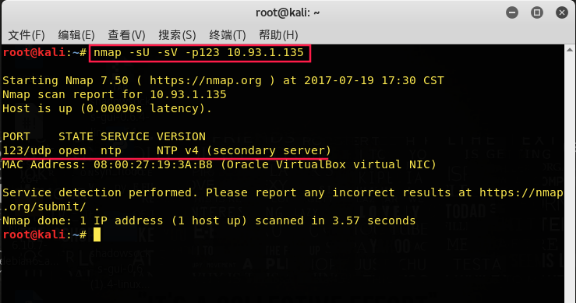 root@kali: ~
文件(F) 编辑(E) 查看(V) 搜索(S) 终端(T) 帮助(H)
root@kali:~# nmap -sU -sV -p123 10.93.1.135
Starting Nmap 7.50 ( https://nmap.org ) at 2017-07-19 17:30 CST
Nmap scan report for 10.93.1.135
Host is up (0.00090s latency).
PORT    STATE SERVICE VERSION
123/udp open  ntp     NTP v4 (secondary server)
MAC Address: 08:00:27:19:3A:B8 (Oracle VirtualBox virtual NIC)
Service detection performed. Please report any incorrect results at https://nmap
.org/submit/ .
Nmap done: 1 IP address (1 host up) scanned in 3.57 seconds
root@kali:~#